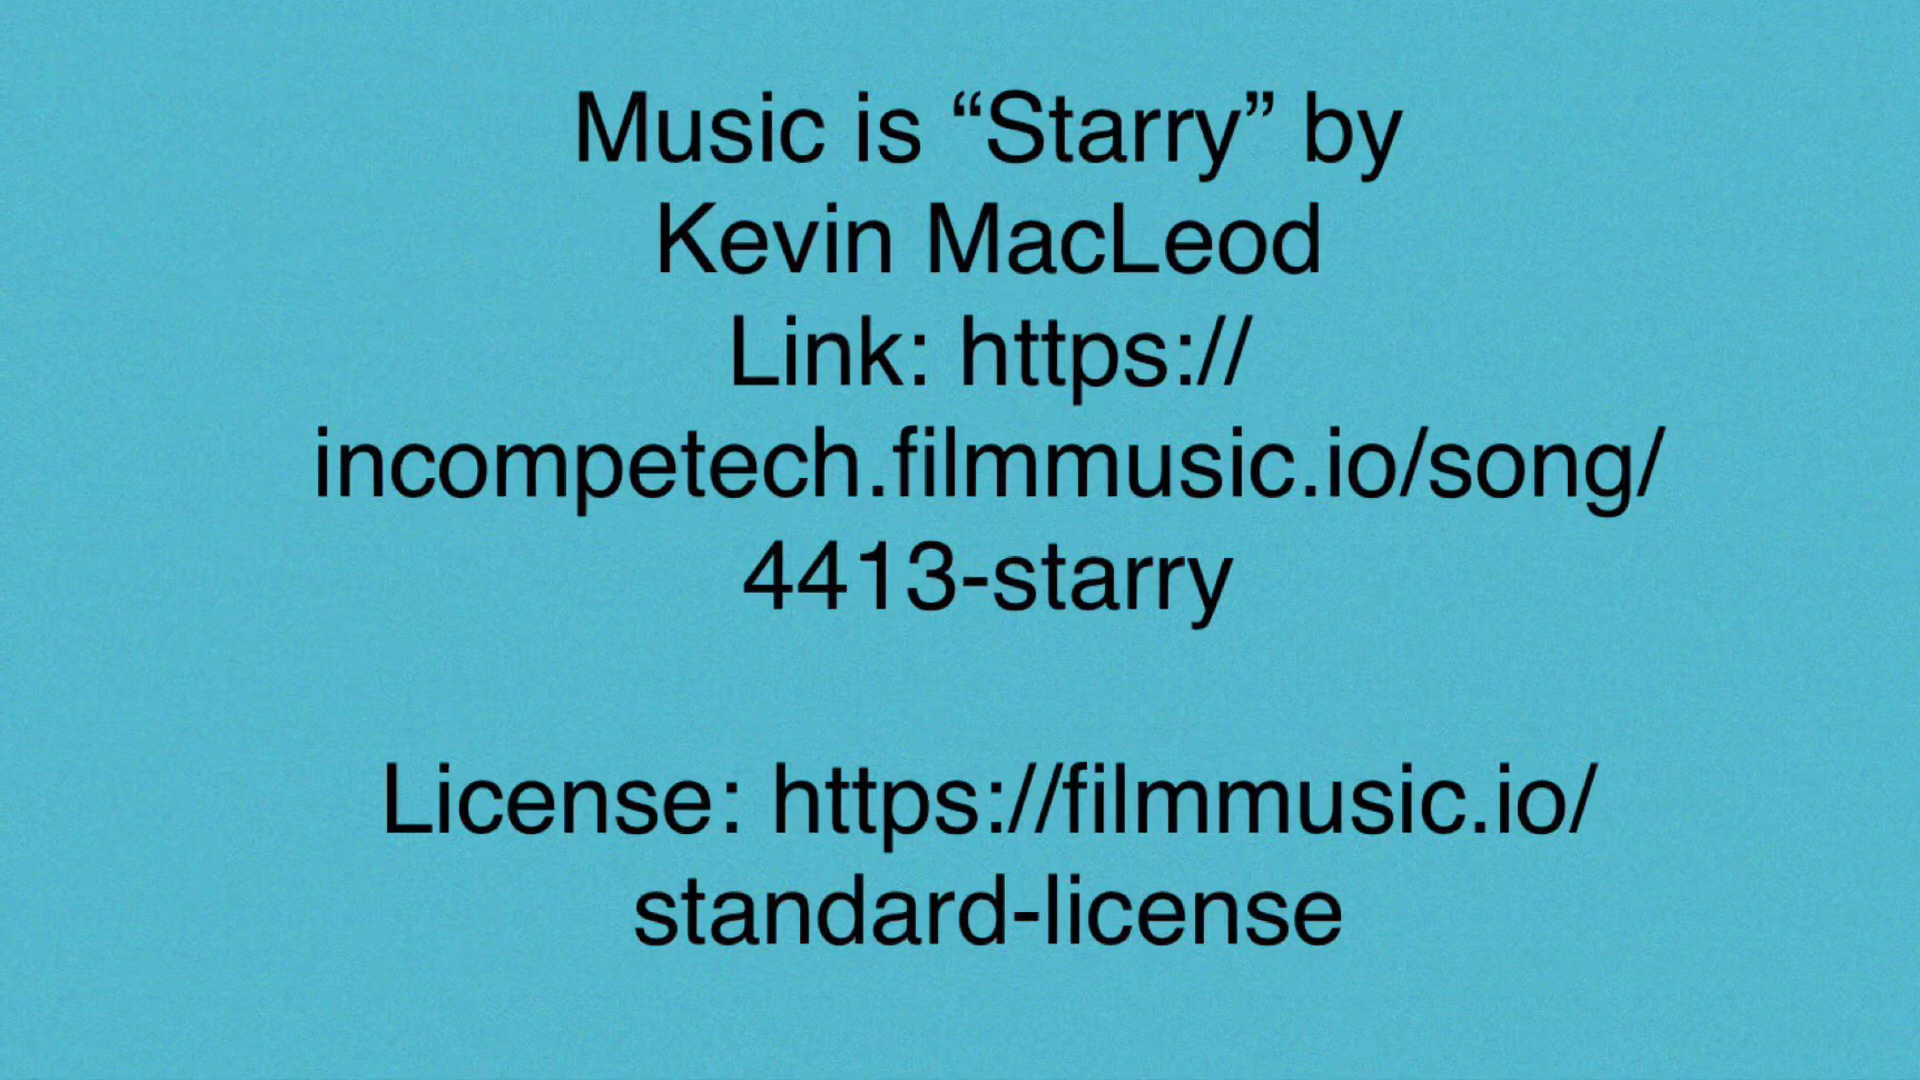 Music is “Starry” by
Kevin MacLeod
Link: https://
incompetech.filmmusic.io/song/
4413-starry
License: https://filmmusic.io/
standard-license